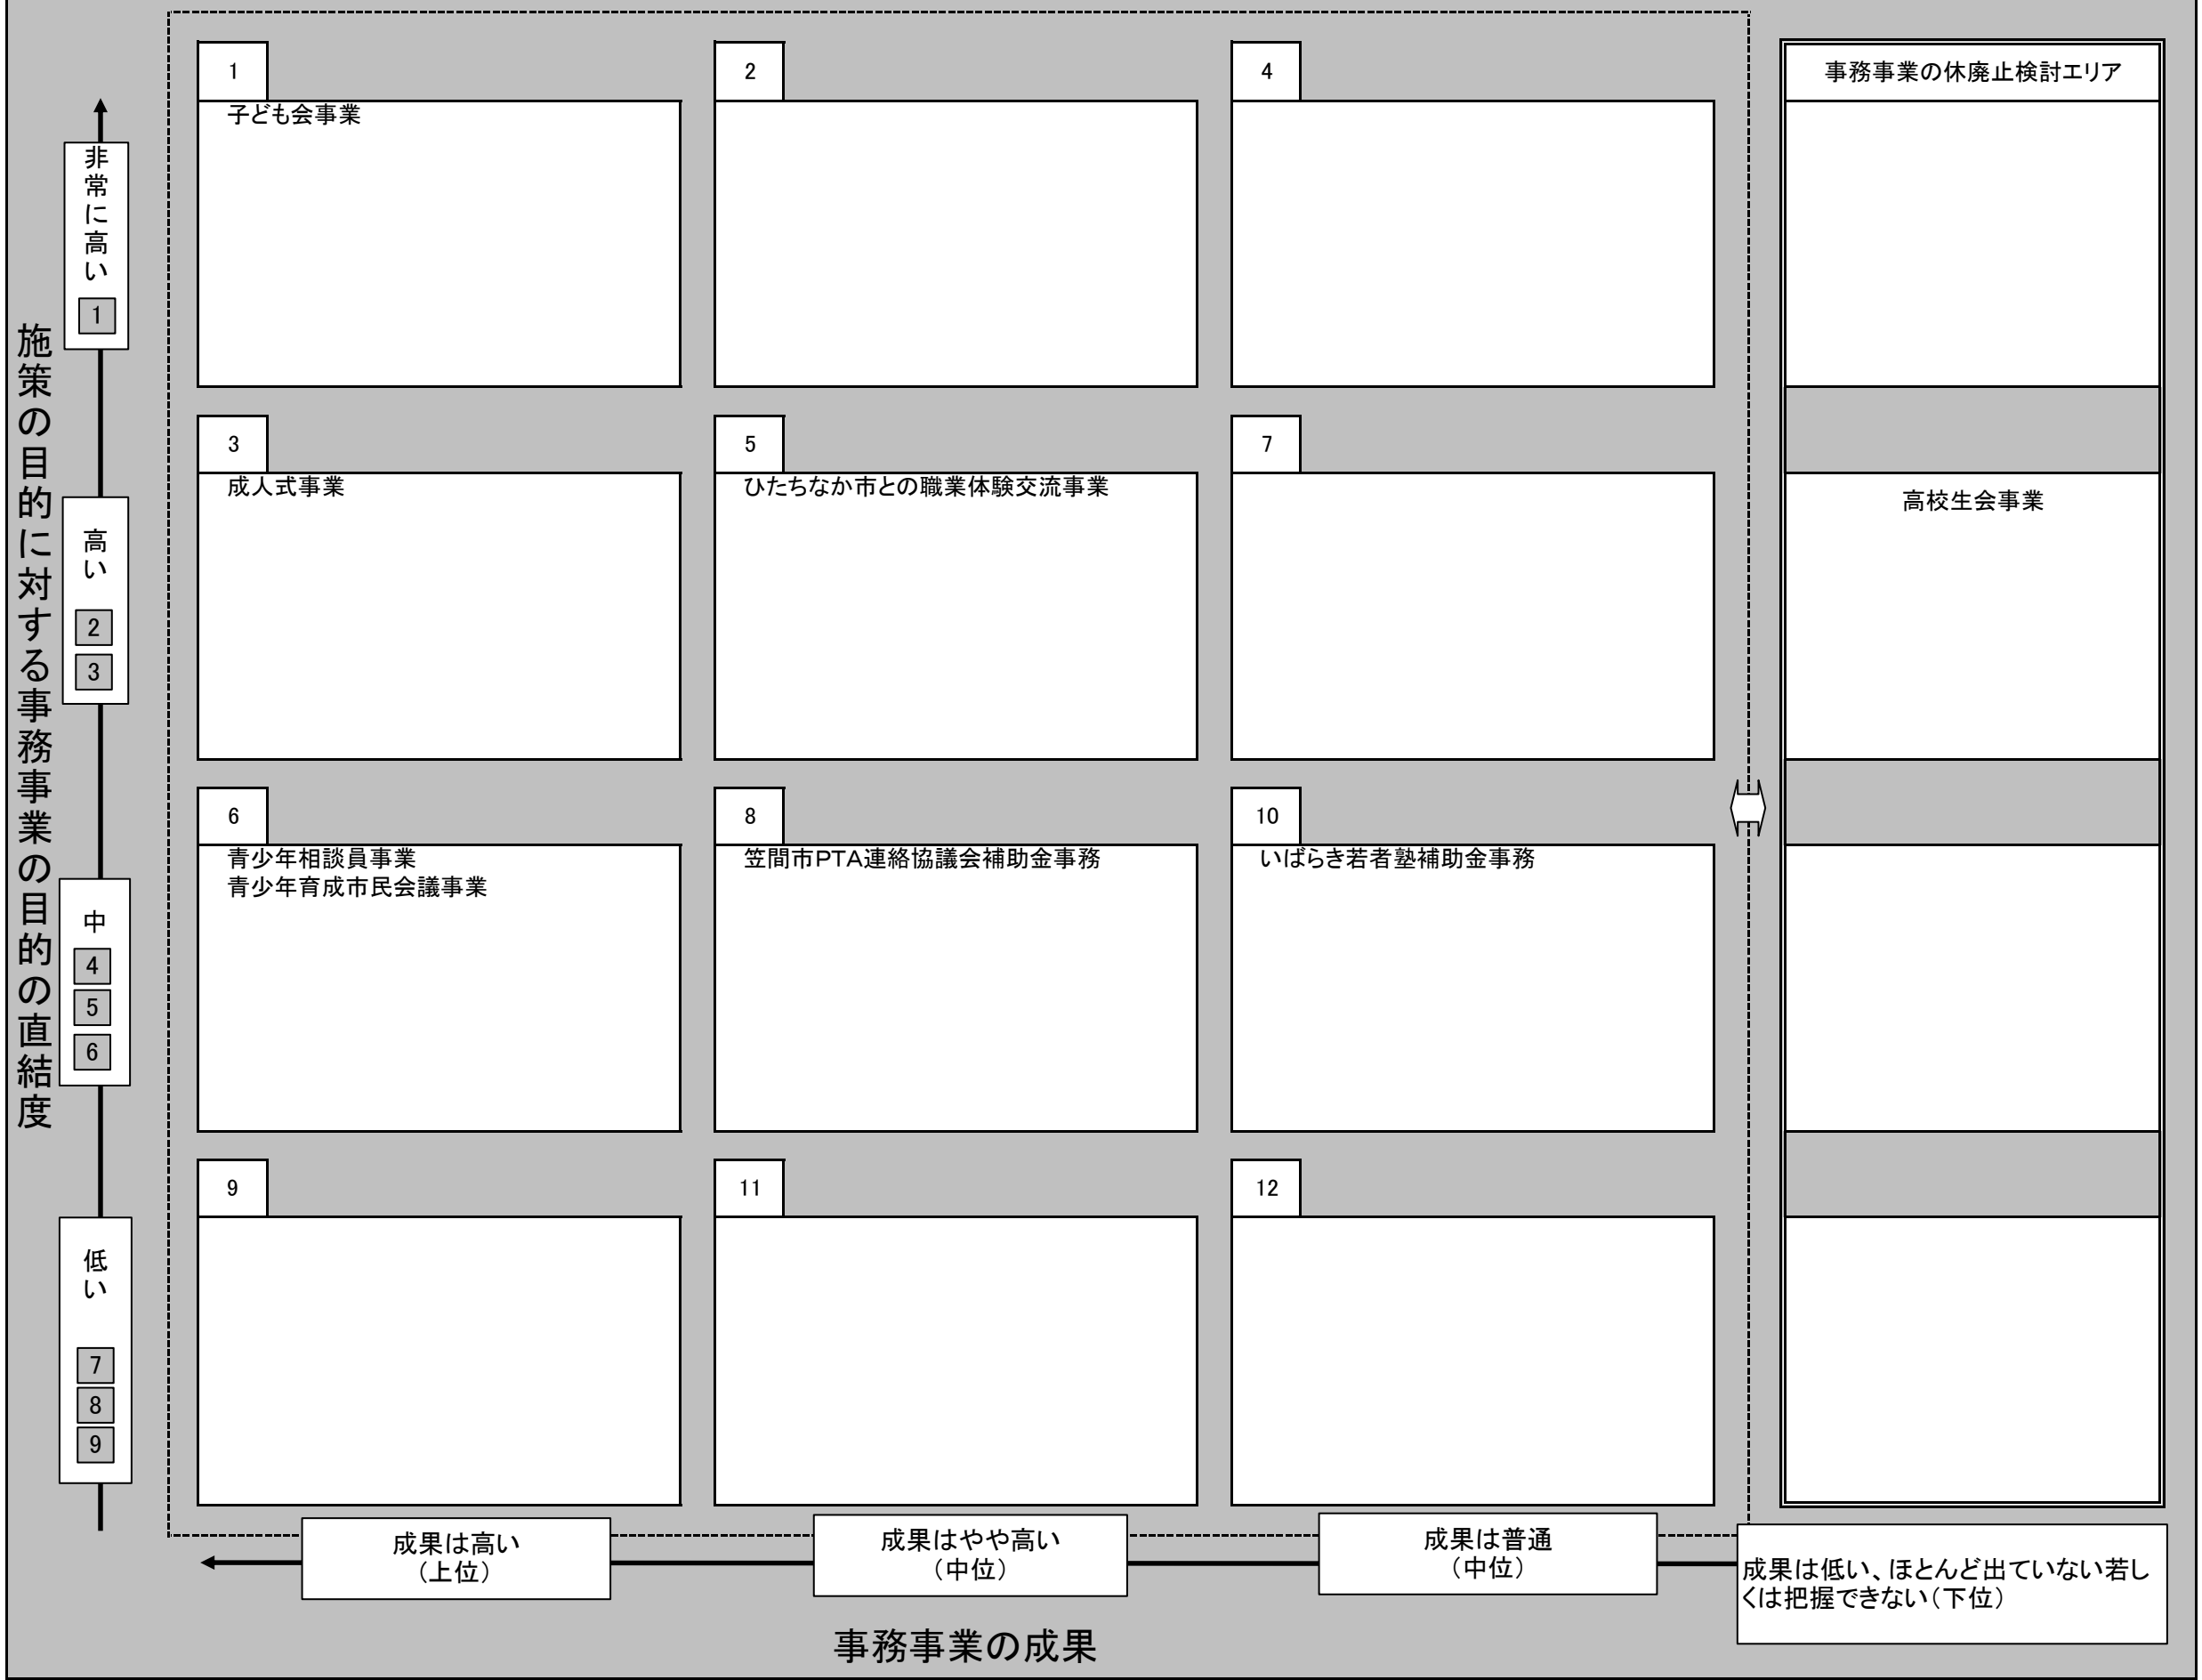 施策の目的に対する事務事業の目的の直結度
非常に高い
1
高い
2
3
中
4
5
6
低い
7
8
9
1
子ども会事業
2
4
事務事業の休廃止検討エリア
3
成人式事業
5
ひたちなか市との職業体験交流事業
7
高校生会事業
6
青少年相談員事業
青少年育成市民会議事業
8
笠間市PTA連絡協議会補助金事務
10
いばらき若者塾補助金事務
9
11
12
成果は高い
(上位)
成果はやや高い
(中位)
成果は普通
(中位)
成果は低い、ほとんど出ていない若し
くは把握できない(下位)
事務事業の成果